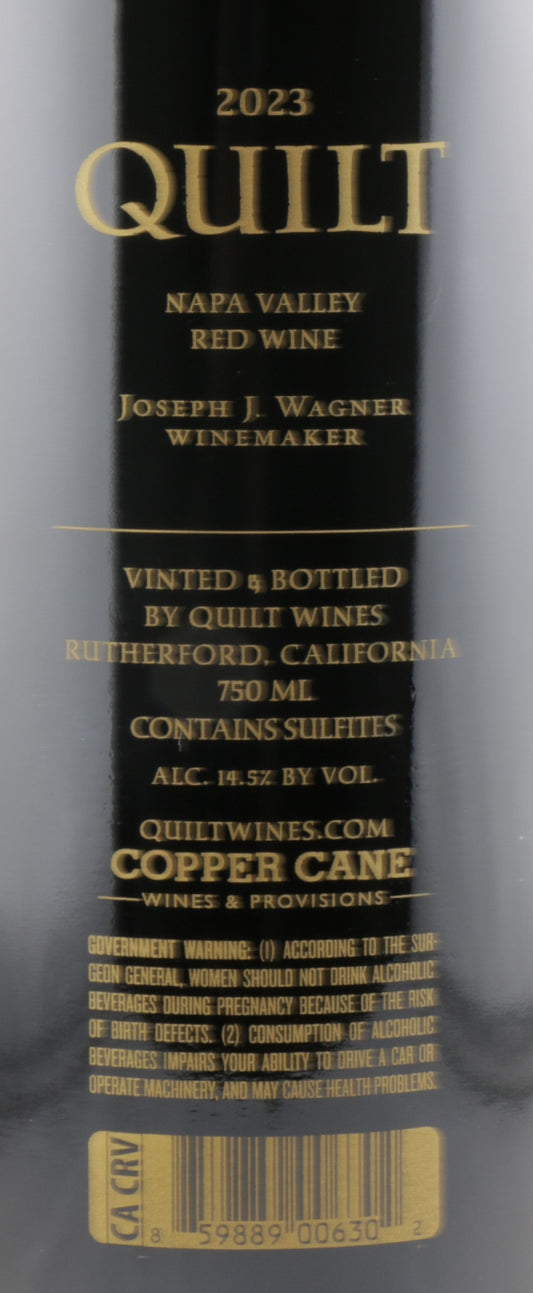 2023
QUILT
NAPA VALLEY
RED WINE
JOSEPH J. WAGNER
WINEMAKER
VINTED & BOTTLED
BY QUILT WINES
RUTHERFORD, CALIFORNIA
750 ML
CONTAINS SULFITES
ALC. 14.5% BY VOL.
QUILTWINES.COM
COPPER CANE
WINES & PROVISIONS
GOVERNMENT WARNING: (1) ACCORDING TO THE SUR-
GEON GENERAL, WOMEN SHOULD NOT DRINK ALCOHOLIC
BEVERAGES DURING PREGNANCY BECAUSE OF THE RISK
OF BIRTH DEFECTS. (2) CONSUMPTION OF ALCOHOLIC
BEVERAGES IMPAIRS YOUR ABILITY TO DRIVE A CAR OR
OPERATE MACHINERY, AND MAY CAUSE HEALTH PROBLEMS.
CA CRV
8 59889 00630 2